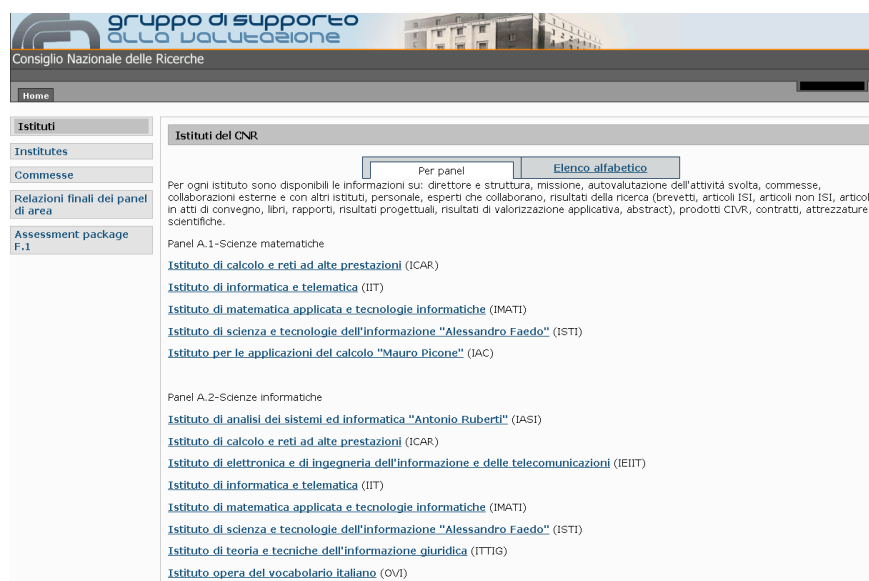 gruppo di supporto
alla valutazione
Consiglio Nazionale delle Ricerche
Home
Istituti
Institutes
Commesse
Relazioni finali dei panel
di area
Assessment package
F.1
Istituti del CNR
Per panel
Elenco alfabetico
Per ogni istituto sono disponibili le informazioni su: direttore e struttura, missione, autovalutazione dell'attività svolta, commesse,
collaborazioni esterne e con altri istituti, personale, esperti che collaborano, risultati della ricerca (brevetti, articoli ISI, articoli non ISI, articol
in atti di convegno, libri, rapporti, risultati progettuali, risultati di valorizzazione applicativa, abstract), prodotti CIVR, contratti, attrezzature
scientifiche.
Panel A.1-Scienze matematiche
Istituto di calcolo e reti ad alte prestazioni (ICAR)
Istituto di informatica e telematica (IIT)
Istituto di matematica applicata e tecnologie informatiche (IMATI)
Istituto di scienza e tecnologie dell'informazione "Alessandro Faedo" (ISTI)
Istituto per le applicazioni del calcolo "Mauro Picone" (IAC)
Panel A.2-Scienze informatiche
Istituto di analisi dei sistemi ed informatica "Antonio Ruberti" (IASI)
Istituto di calcolo e reti ad alte prestazioni (ICAR)
Istituto di elettronica e di ingegneria dell'informazione e delle telecomunicazioni (IEIIT)
Istituto di informatica e telematica (IIT)
Istituto di matematica applicata e tecnologie informatiche (IMATI)
Istituto di scienza e tecnologie dell'informazione "Alessandro Faedo" (ISTI)
Istituto di teoria e tecniche dell'informazione giuridica (ITTIG)
Istituto opera del vocabolario italiano (OVI)